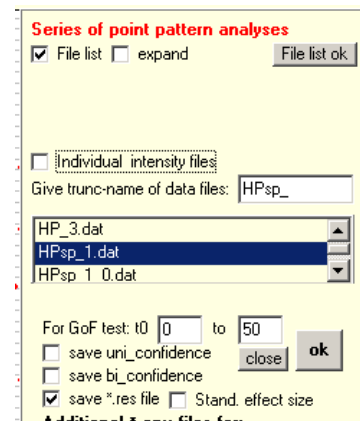 Series of point pattern analyses
File list expand File list ok
Individual intensity files
Give trunc-name of data files: HPsp_
HP_3.dat
HPsp_1.dat
HPsp_1_0.dat
For GoF test: t0 0 to 50
save uni_confidence
close ok
save bi_confidence
save *.res file Stand. effect size